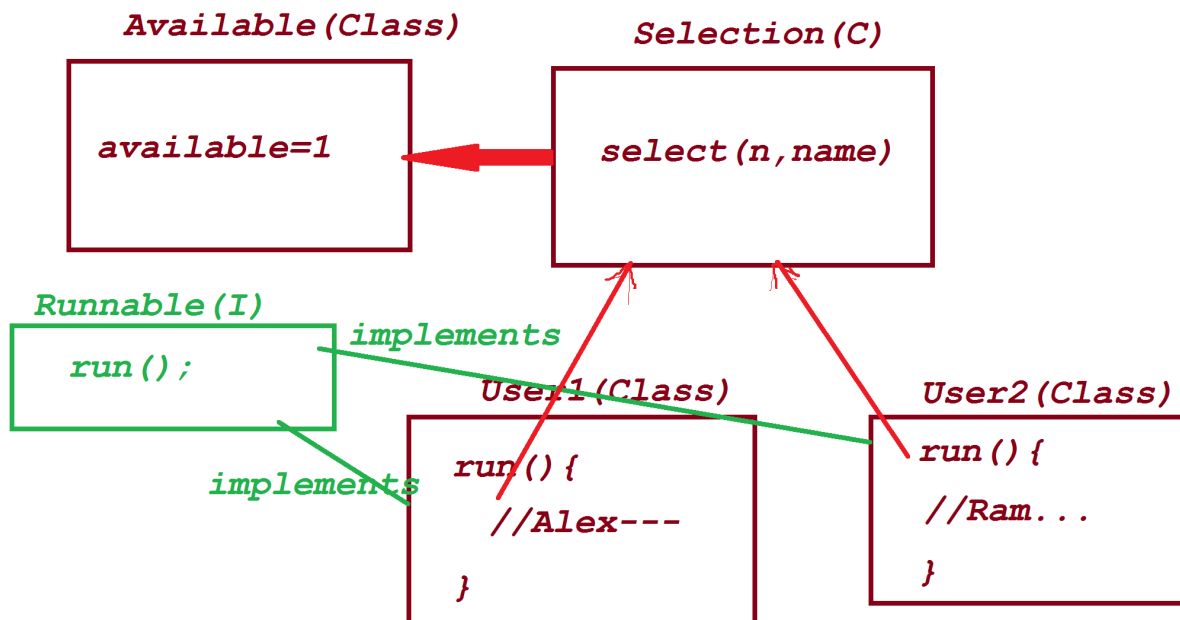 Available(Class)
Selection(C)
available=1
select(n,name)
Runnable(I)
run();
implements
implements
User1(Class)
run(){
//Alex---
}
User2(Class)
run(){
//Ram...
}